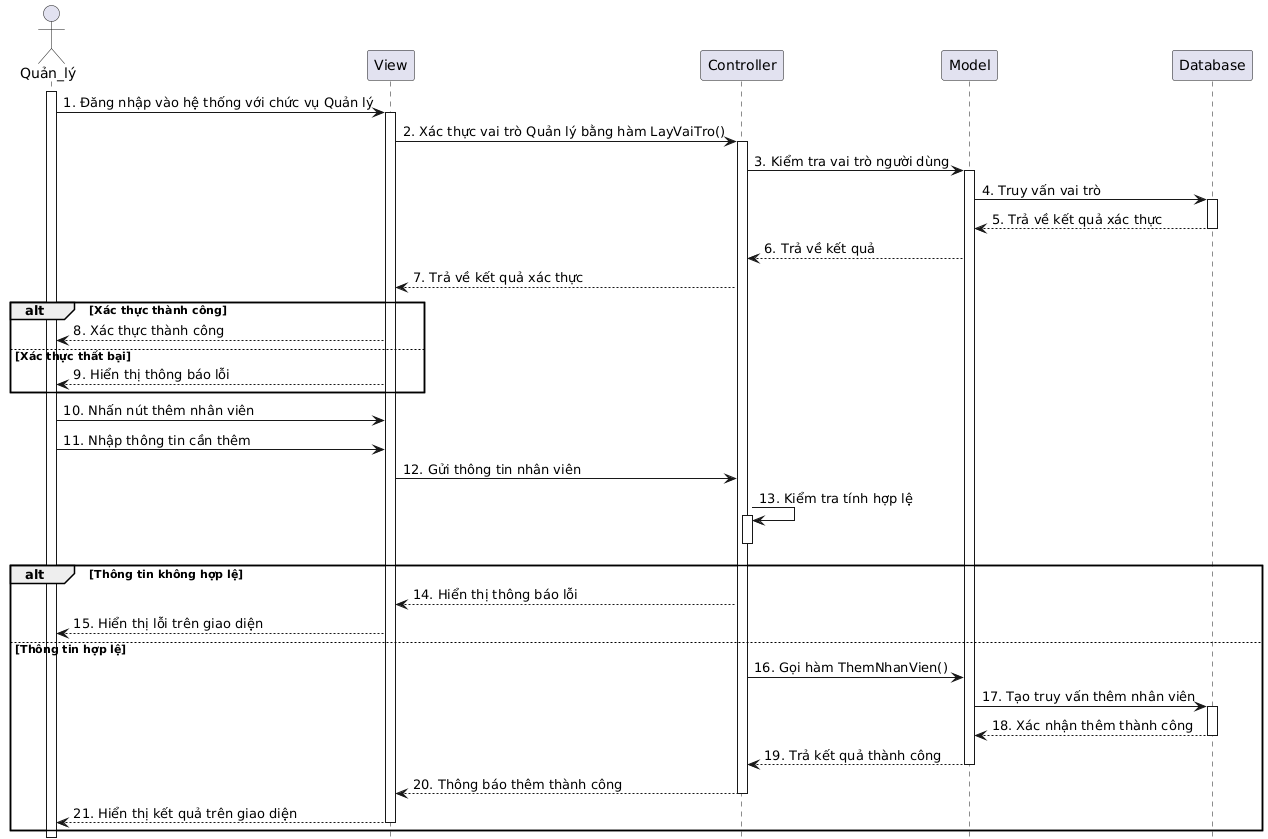 Quản_lý
View
Controller
Model
Database
1. Đăng nhập vào hệ thống với chức vụ Quản lý
2. Xác thực vai trò Quản lý bằng hàm LayVaiTro()
3. Kiểm tra vai trò người dùng
4. Truy vấn vai trò
5. Trả về kết quả xác thực
6. Trả về kết quả
7. Trả về kết quả xác thực
alt [Xác thực thành công]
8. Xác thực thành công
[Xác thực thất bại]
9. Hiển thị thông báo lỗi
10. Nhấn nút thêm nhân viên
11. Nhập thông tin cần thêm
12. Gửi thông tin nhân viên
13. Kiểm tra tính hợp lệ
alt [Thông tin không hợp lệ]
14. Hiển thị thông báo lỗi
15. Hiển thị lỗi trên giao diện
[Thông tin hợp lệ]
16. Gọi hàm ThemNhanVien()
17. Tạo truy vấn thêm nhân viên
18. Xác nhận thêm thành công
19. Trả kết quả thành công
20. Thông báo thêm thành công
21. Hiển thị kết quả trên giao diện